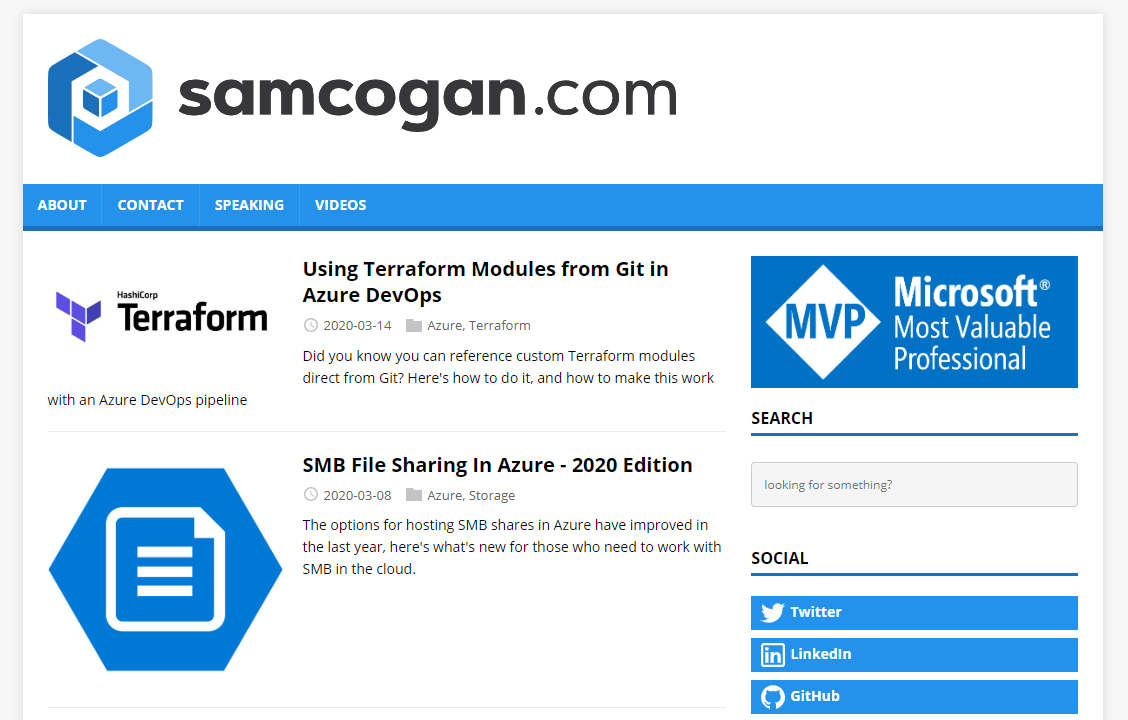 samcogan.com
ABOUT CONTACT SPEAKING VIDEOS
HashiCorp
Terraform
Using Terraform Modules from Git in
Azure DevOps
2020-03-14 Azure, Terraform
Did you know you can reference custom Terraform modules
direct from Git? Here's how to do it, and how to make this work
with an Azure DevOps pipeline
SMB File Sharing In Azure - 2020 Edition
2020-03-08 Azure, Storage
The options for hosting SMB shares in Azure have improved in
the last year, here's what's new for those who need to work with
SMB in the cloud.
MVP
Microsoft®
Most Valuable
Professional
SEARCH
looking for something?
SOCIAL
Twitter
LinkedIn
GitHub